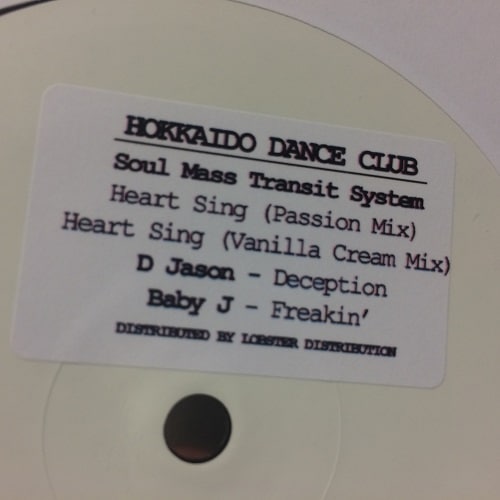 HOKKAIDO DANCE CLUB
Soul Mass Transit System
Heart Sing (Passion Mix)
Heart Sing (Vanilla Cream Mix)
D Jason - Deception
Baby J - Freakin'
DISTRIBUTED BY LOBSTER DISTRIBUTION